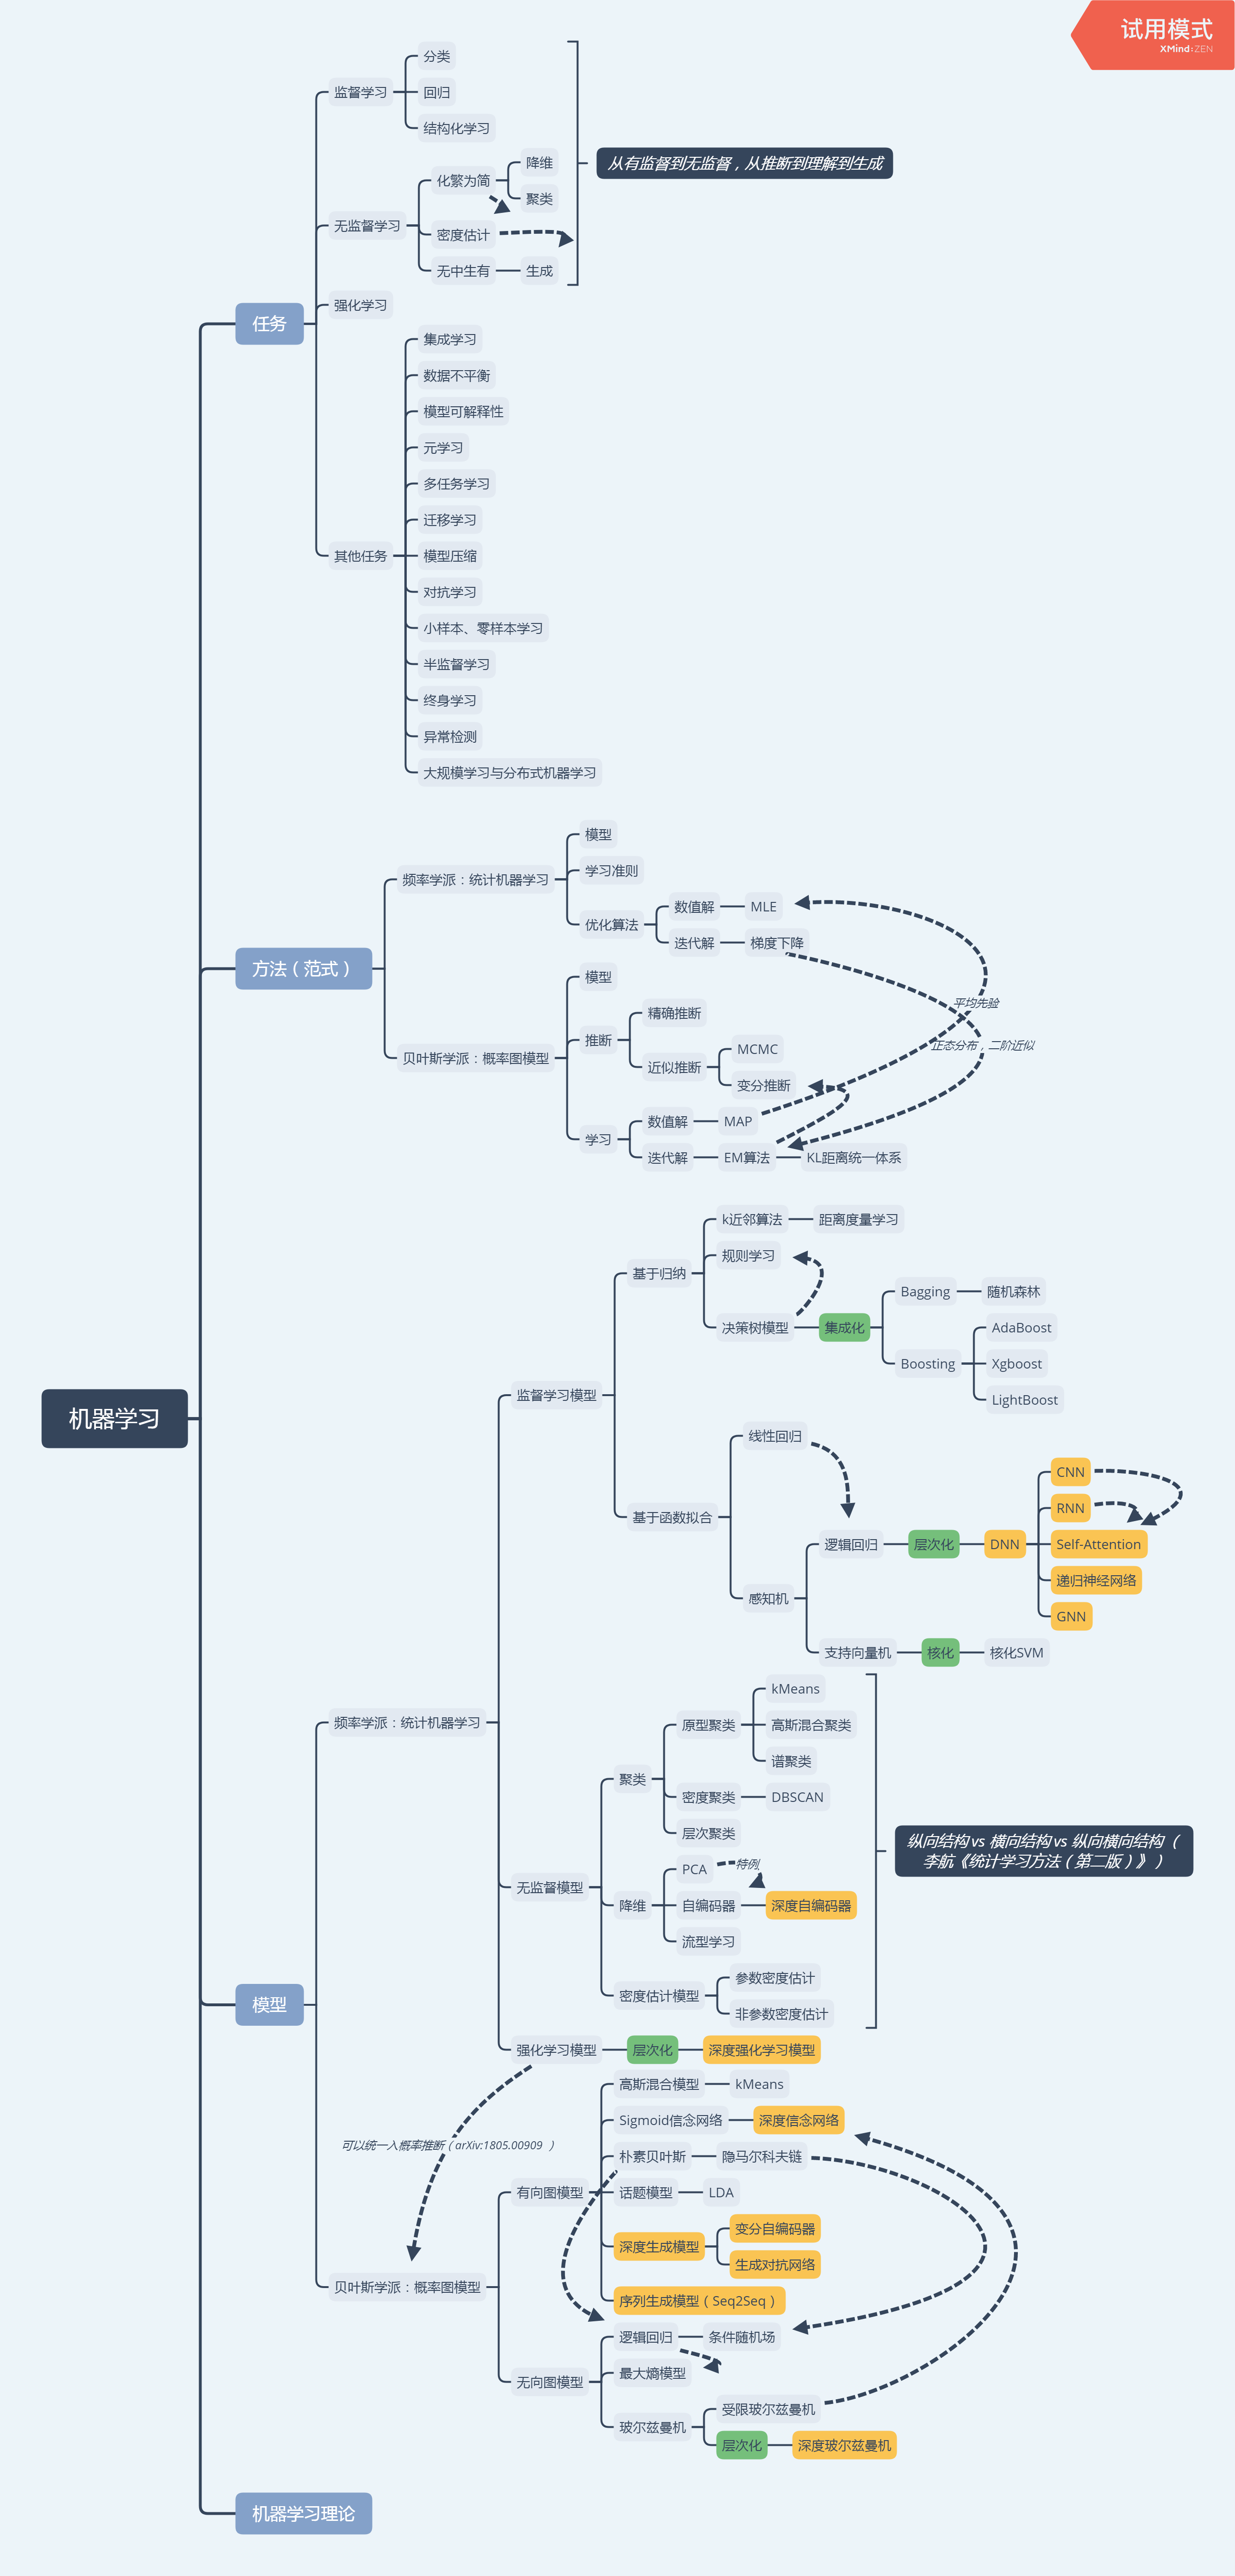 试用模式
XMind:ZEN
分类
监督学习
回归
结构化学习
从有监督到无监督，从推断到理解到生成
降维
化繁为简
聚类
无监督学习
密度估计
无中生有
生成
强化学习
任务
集成学习
数据不平衡
模型可解释性
元学习
多任务学习
迁移学习
其他任务
模型压缩
对抗学习
小样本、零样本学习
半监督学习
终身学习
异常检测
大规模学习与分布式机器学习
模型
频率学派：统计机器学习
学习准则
优化算法
数值解
MLE
迭代解
梯度下降
方法（范式）
模型
平均先验
精确推断
推断
正态分布，二阶近似
贝叶斯学派：概率图模型
近似推断
MCMC
变分推断
数值解
MAP
学习
迭代解
EM算法
KL距离统一体系
k近邻算法
距离度量学习
规则学习
基于归纳
Bagging
随机森林
决策树模型
集成化
AdaBoost
Boosting
Xgboost
LightBoost
监督学习模型
机器学习
线性回归
CNN
RNN
基于函数拟合
逻辑回归
层次化
DNN
Self-Attention
递归神经网络
感知机
GNN
支持向量机
核化
核化SVM
频率学派：统计机器学习
kMeans
原型聚类
高斯混合聚类
谱聚类
聚类
密度聚类
DBSCAN
层次聚类
纵向结构 vs 横向结构 vs 纵向横向结构（
李航《统计学习方法（第二版）》）
PCA
特例
无监督模型
降维
自编码器
深度自编码器
流型学习
参数密度估计
密度估计模型
非参数密度估计
模型
强化学习模型
层次化
深度强化学习模型
高斯混合模型
kMeans
Sigmoid信念网络
深度信念网络
可以统一入概率推断（arXiv:1805.00909 ）
朴素贝叶斯
隐马尔科夫链
有向图模型
话题模型
LDA
变分自编码器
深度生成模型
生成对抗网络
贝叶斯学派：概率图模型
序列生成模型（Seq2Seq）
逻辑回归
条件随机场
最大熵模型
无向图模型
受限玻尔兹曼机
玻尔兹曼机
层次化
深度玻尔兹曼机
机器学习理论